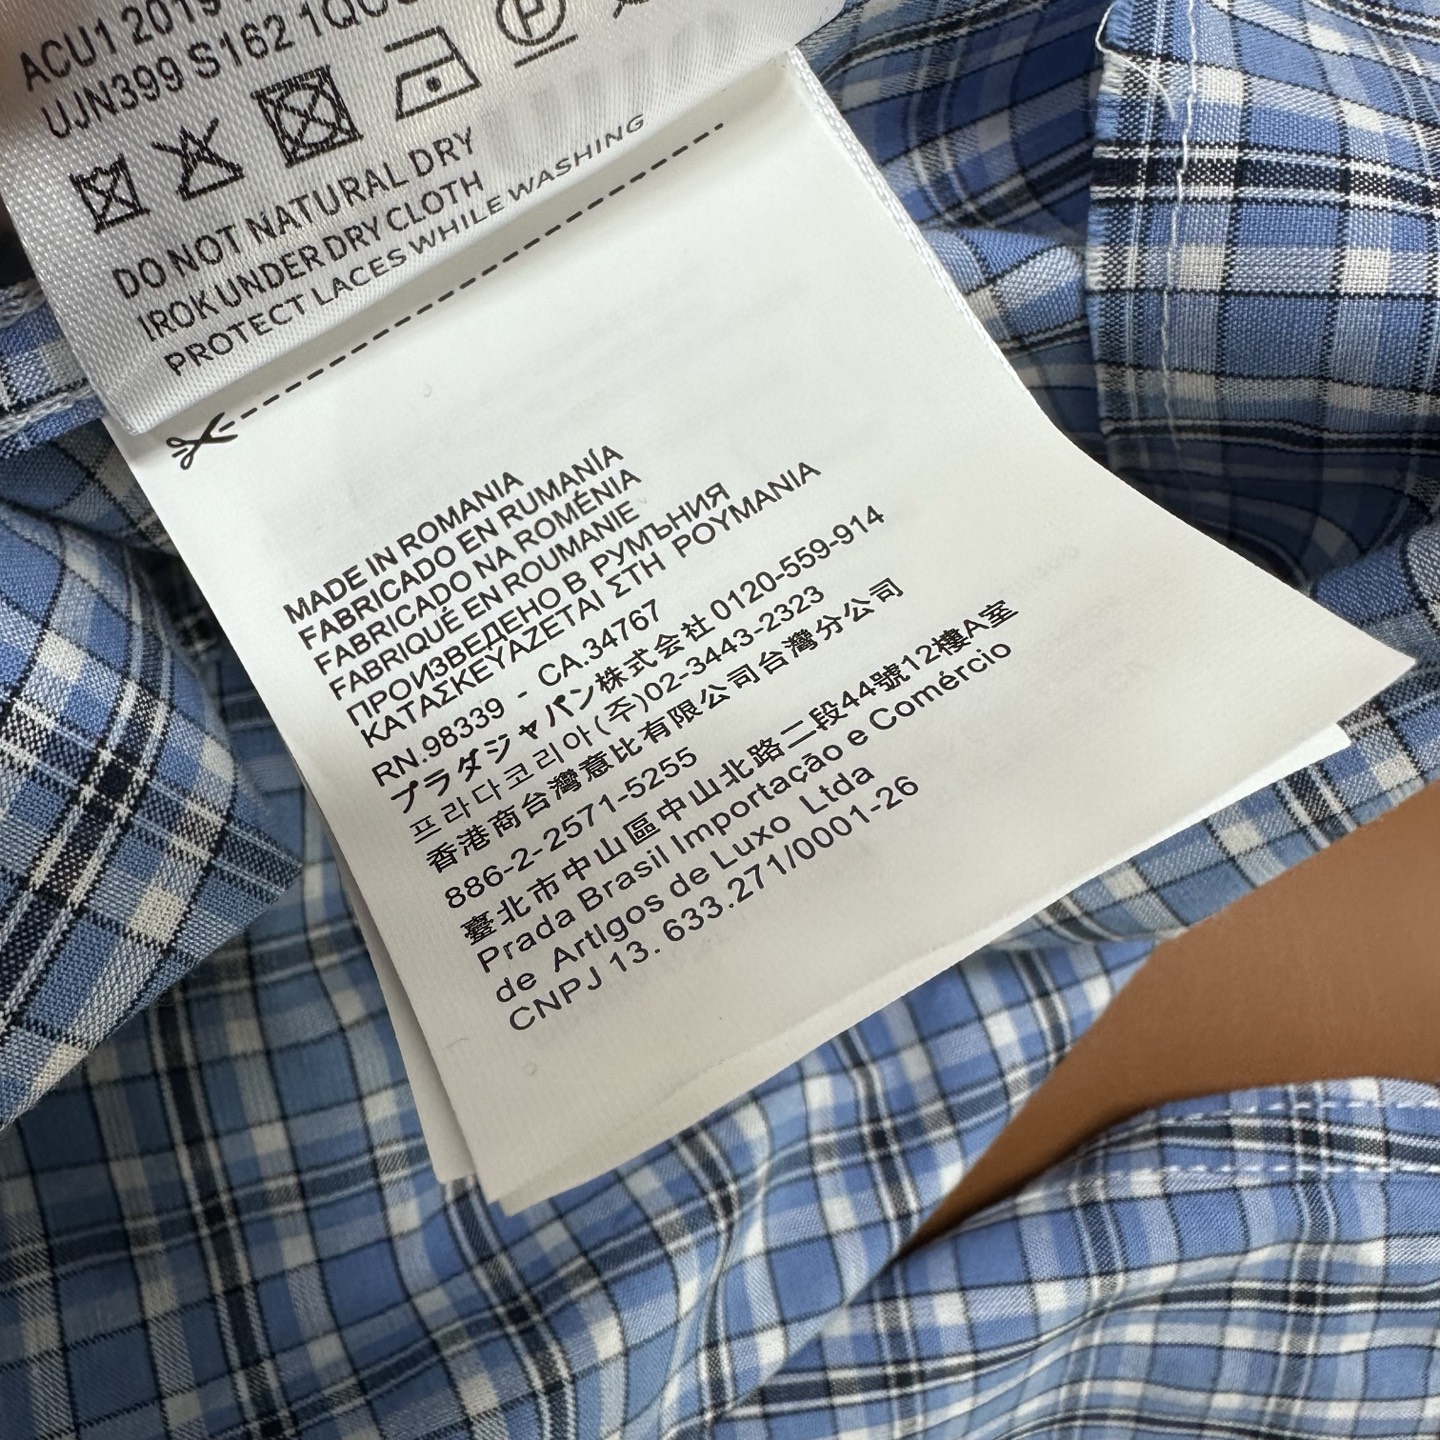 ACU1 2019
UJN399 S162 1QC
DO NOT NATURAL DRY
IROKUNDER DRY CLOTH
PROTECT LACES WHILE WASHING
MADE IN ROMANIA
FABRICADO EN RUMANÍA
FABRICADO NA ROMÉNIA
FABRIQUÉ EN ROUMANIE
ПРОИЗВЕДЕНО В РУМЪНИЯ
ΚΑΤΑΣΚΕΥΑΖΕΤΑΙ ΣΤΗ ΡΟΥΜΑΝΙΑ
RN.98339 - CA.34767
プラダジャパン株式会社 0120-559-914
프라다코리아(주)02-3443-2323
香港商台灣意比有限公司台灣分公司
886-2-2571-5255
臺北市中山區中山北路二段44號12樓A室
Prada Brasil Importação e Comércio
de Artlgos de Luxo Ltda
CNPJ 13. 633.271/0001-26